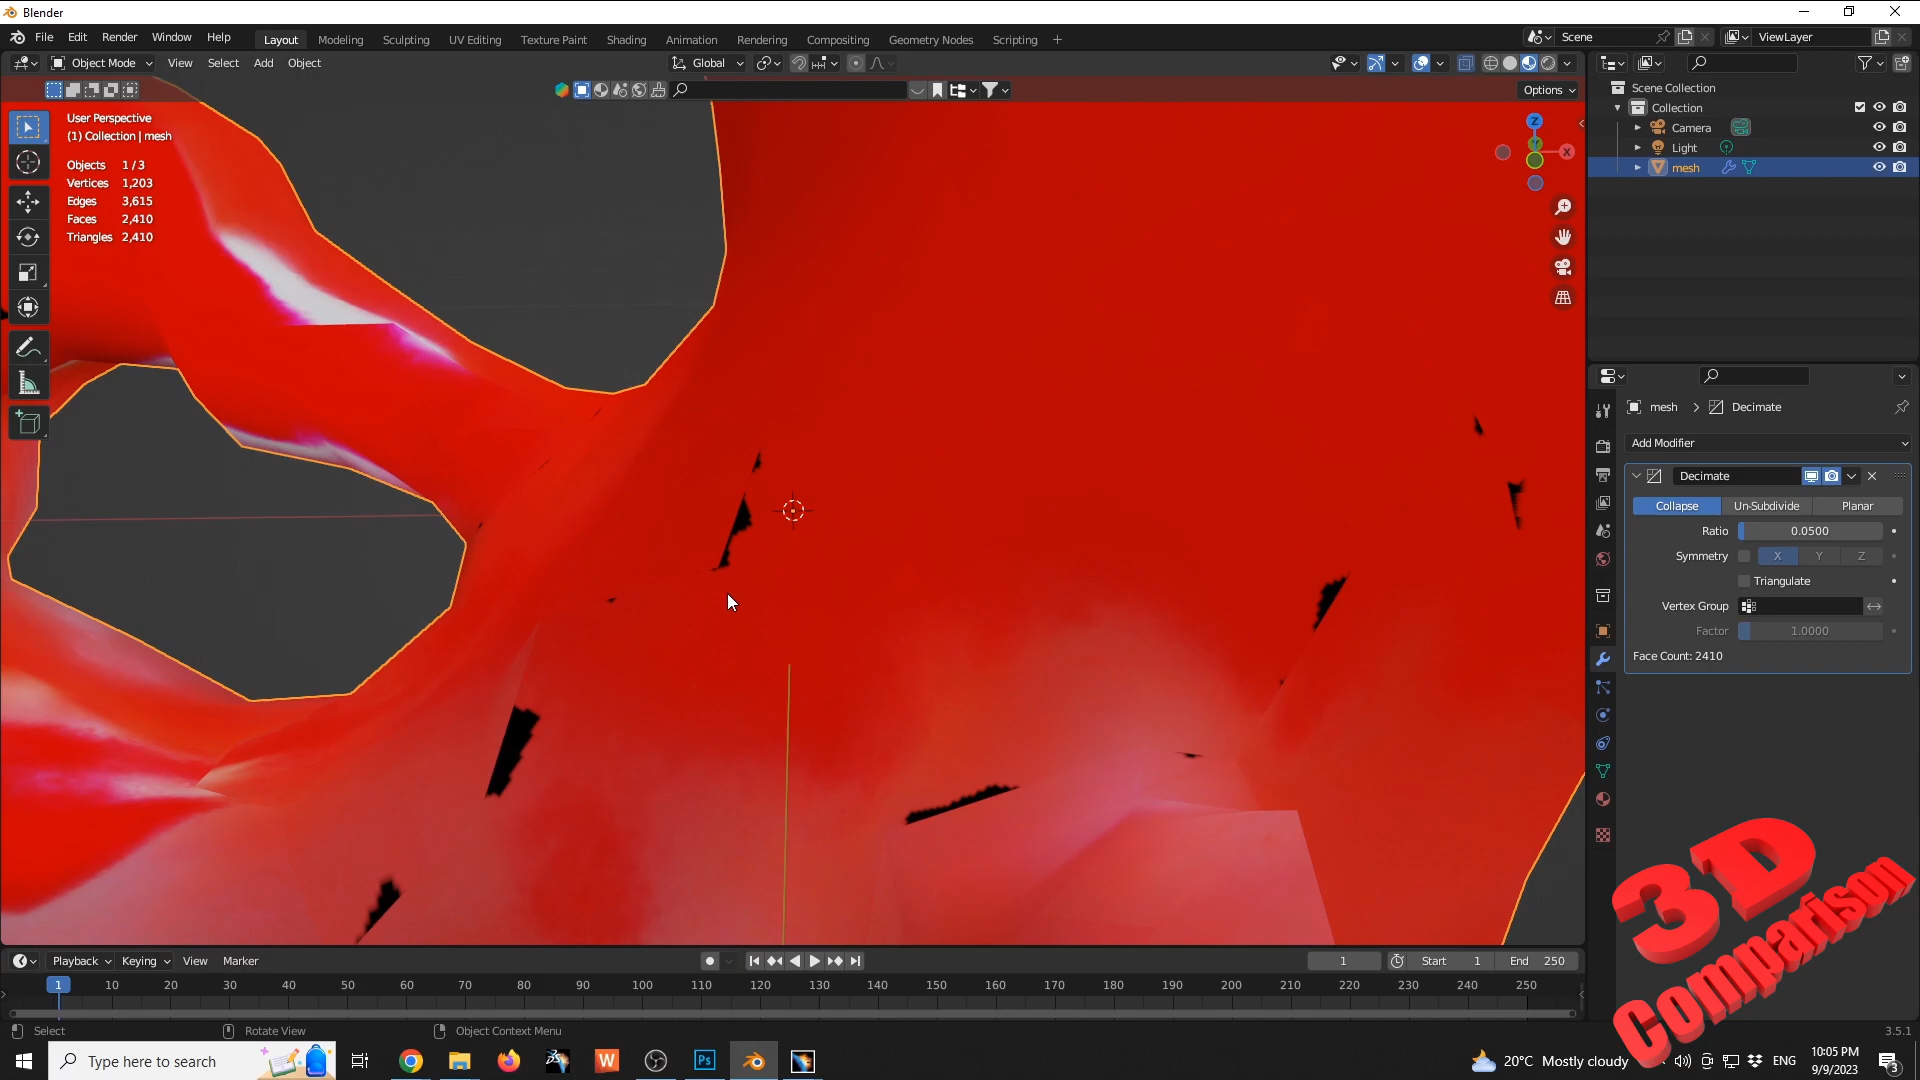 Blender
File Edit Render Window Help
Layout Modeling Sculpting UV Editing Texture Paint Shading Animation Rendering Compositing Geometry Nodes Scripting +
Scene
ViewLayer
Object Mode View Select Add Object
Global
Options
User Perspective
(1) Collection | mesh
Objects 1 / 3
Vertices 1,203
Edges 3,615
Faces 2,410
Triangles 2,410
Z
Y
X
Scene Collection
Collection
Camera
Light
mesh
mesh > Decimate
Add Modifier
Decimate
Collapse Un-Subdivide Planar
Ratio 0.0500
Symmetry X Y Z
Triangulate
Vertex Group
Factor 1.0000
Face Count: 2410
3D
Comparison
Playback Keying View Marker
1 Start 1 End 250
1 10 20 30 40 50 60 70 80 90 100 110 120 130 140 150 160 170 180 190 200 210 220 230 240 250
Select Rotate View Object Context Menu
3.5.1
Type here to search
W
Ps
20°C Mostly cloudy
ENG
10:05 PM
9/9/2023
3